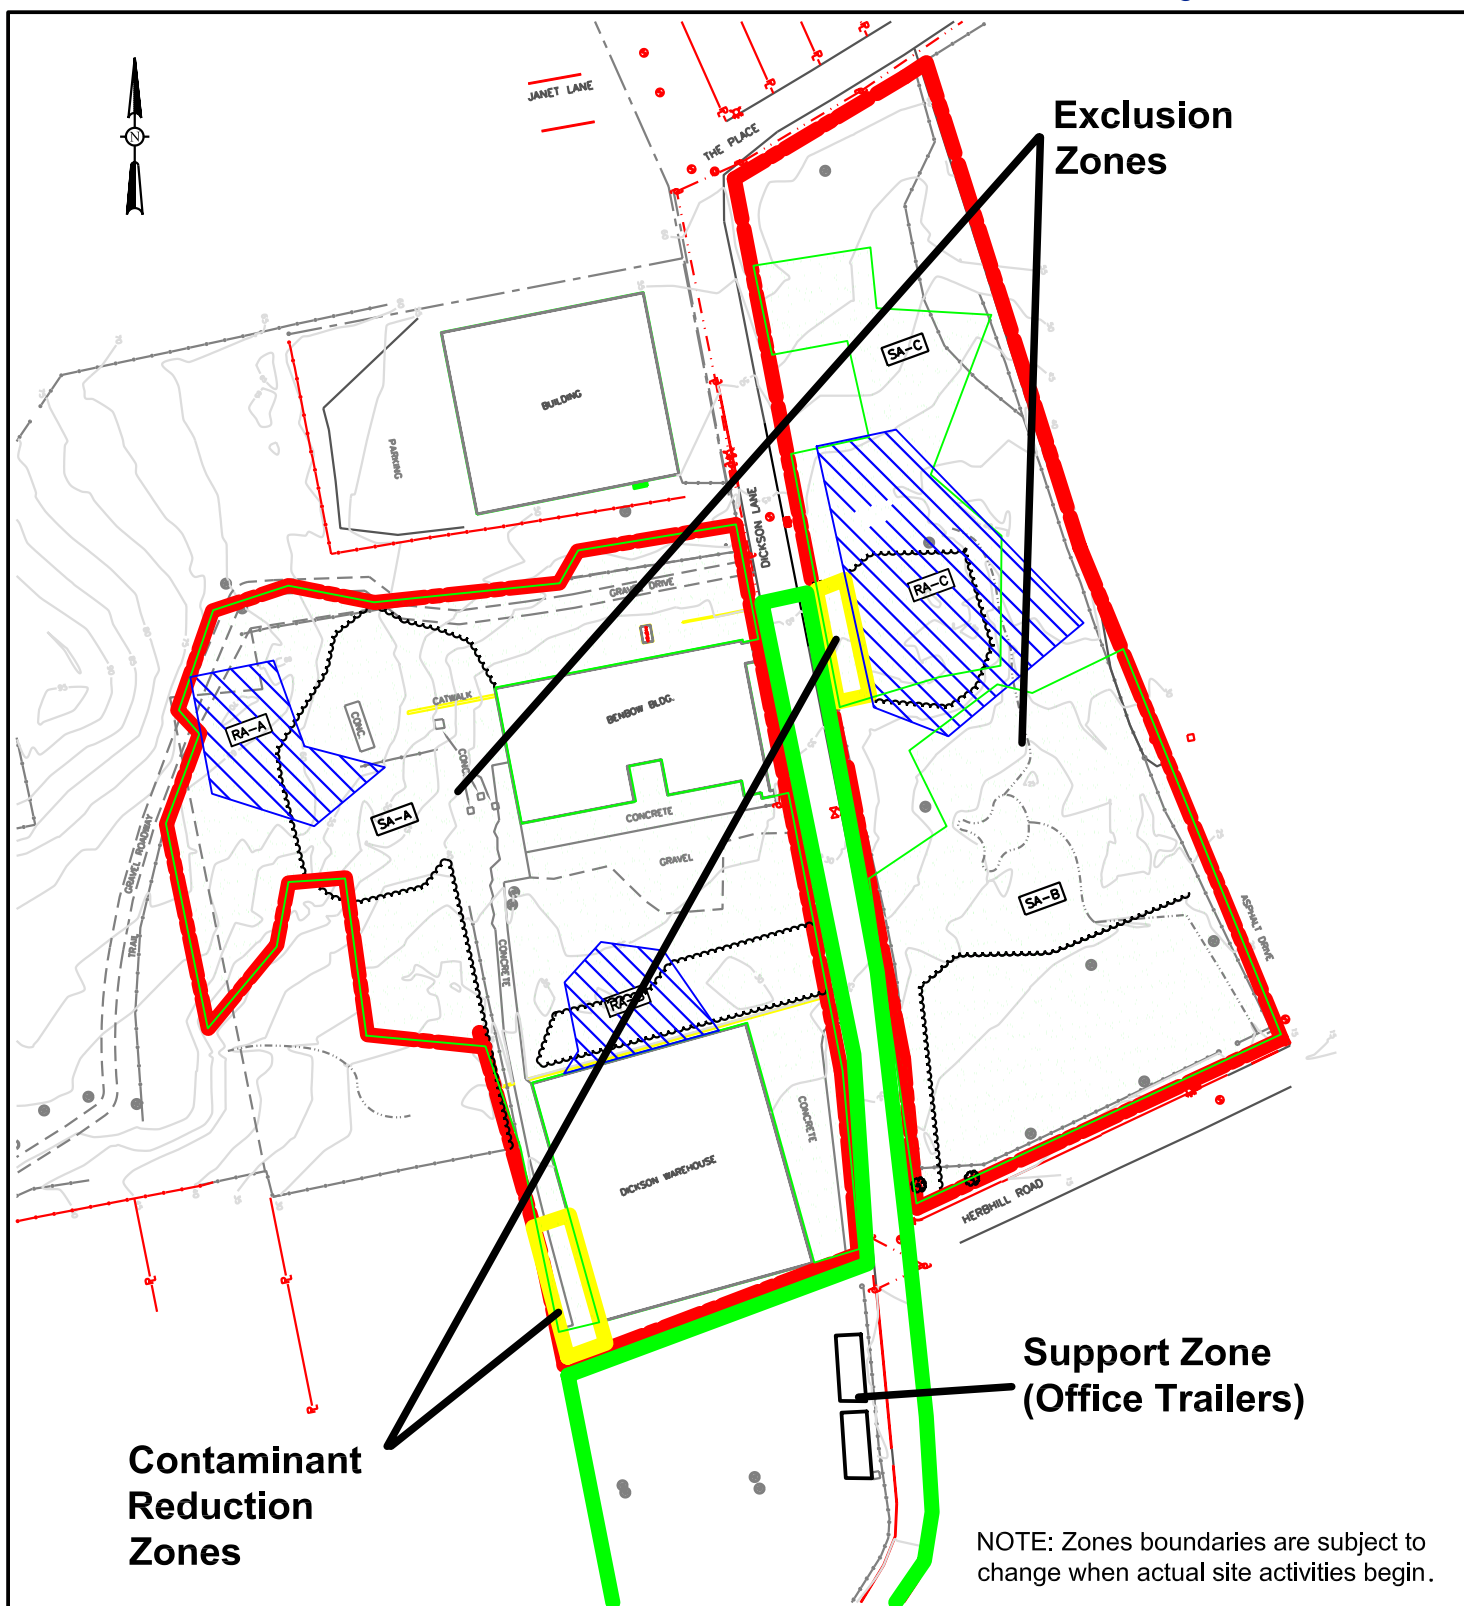 JANET LANE
THE PLACE
Exclusion
Zones
N
SA-C
BUILDING
PARKING
DICKSON LANE
RA-C
GRAVEL DRIVE
CATWALK
BENBOW BLDG.
RA-A
CONC.
CONC.
SA-A
CONCRETE
GRAVEL
GRAVEL ROADWAY
TRAIL
SA-B
ASPHALT DRIVE
CONCRETE
CONCRETE
DICKSON WAREHOUSE
HERBHILL ROAD
Support Zone
(Office Trailers)
Contaminant
Reduction
Zones
NOTE: Zones boundaries are subject to
change when actual site activities begin.